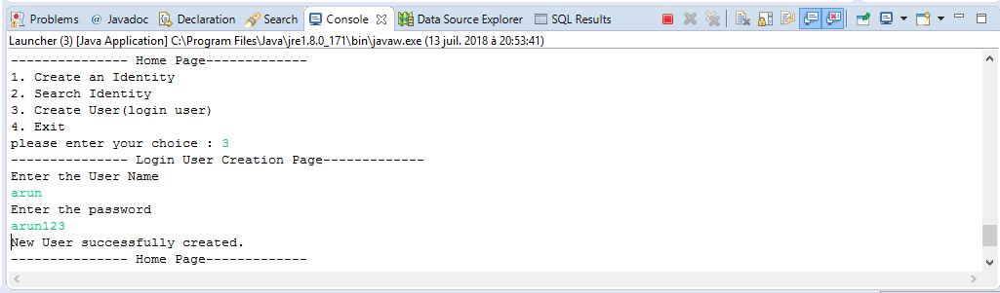 Problems @ Javadoc Declaration Search Console Data Source Explorer SQL Results
Launcher (3) [Java Application] C:\Program Files\Java\jre1.8.0_171\bin\javaw.exe (13 juil. 2018 à 20:53:41)
--------------- Home Page-------------
1. Create an Identity
2. Search Identity
3. Create User(login user)
4. Exit
please enter your choice : 3
--------------- Login User Creation Page-------------
Enter the User Name
arun
Enter the password
arun123
New User successfully created.
--------------- Home Page-------------